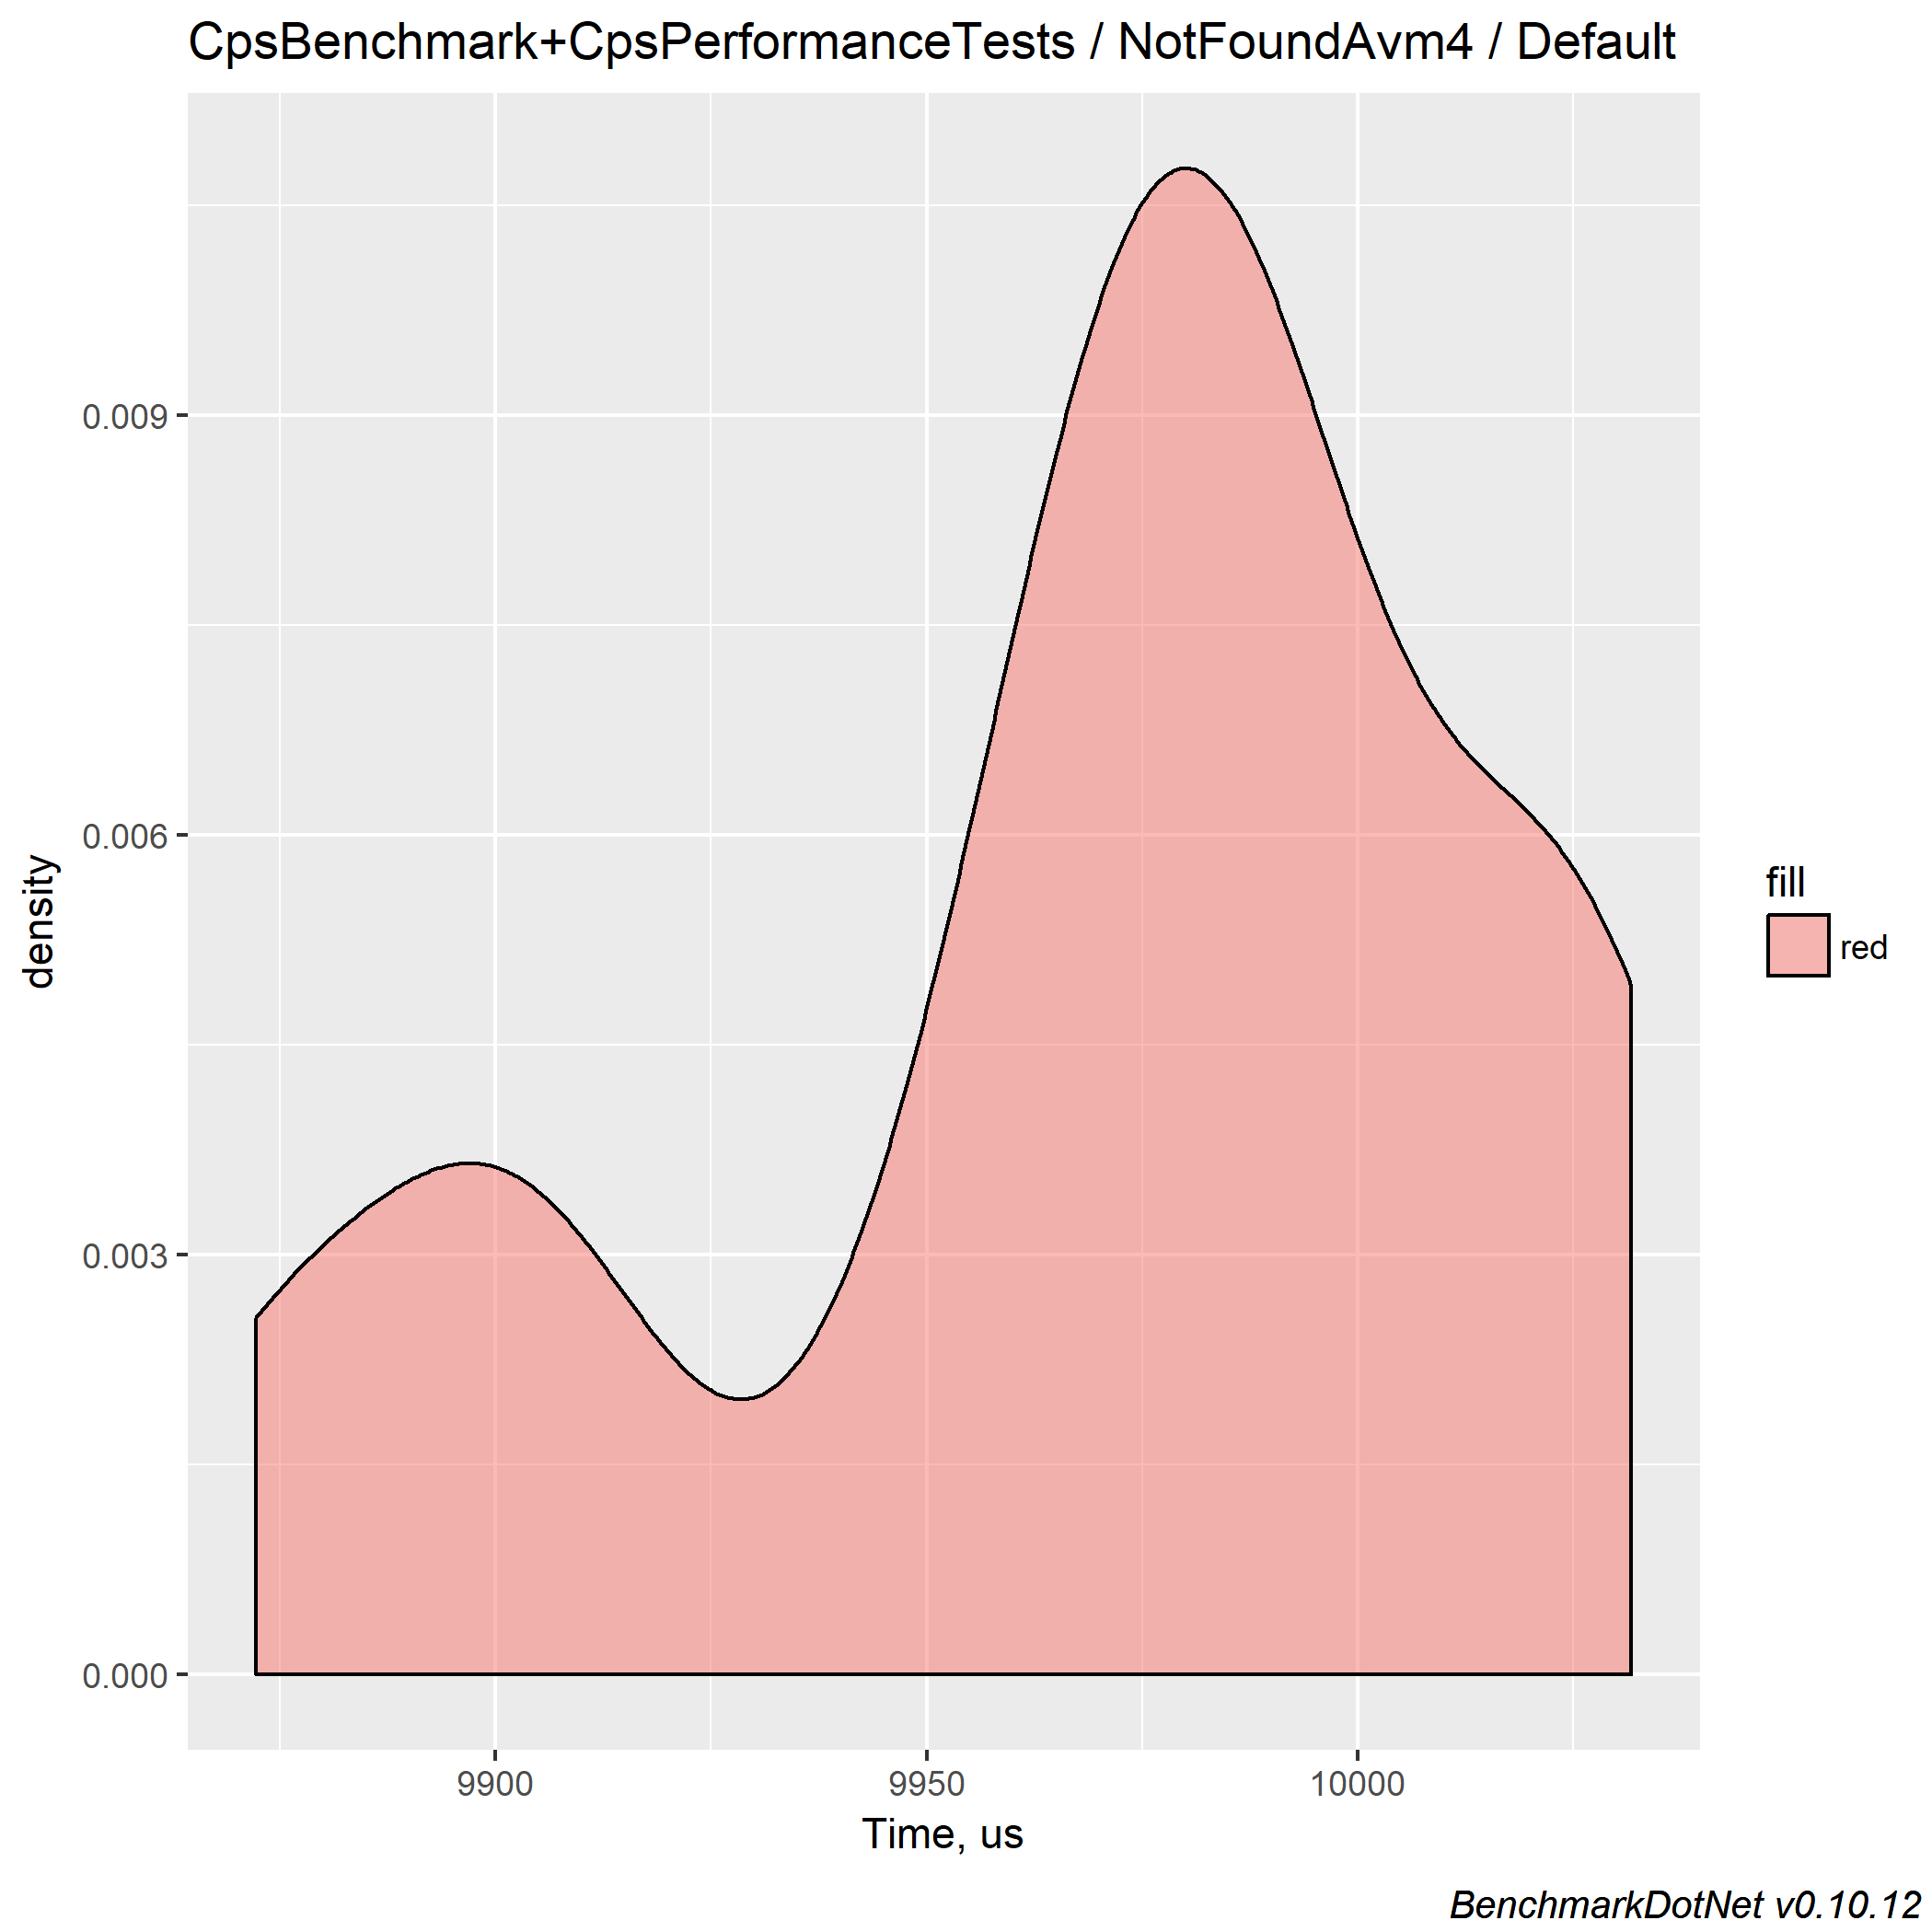 CpsBenchmark+CpsPerformanceTests / NotFoundAvm4 / Default
density
0.009
0.006
0.003
0.000
9900 9950 10000
Time, us
fill
red
BenchmarkDotNet v0.10.12